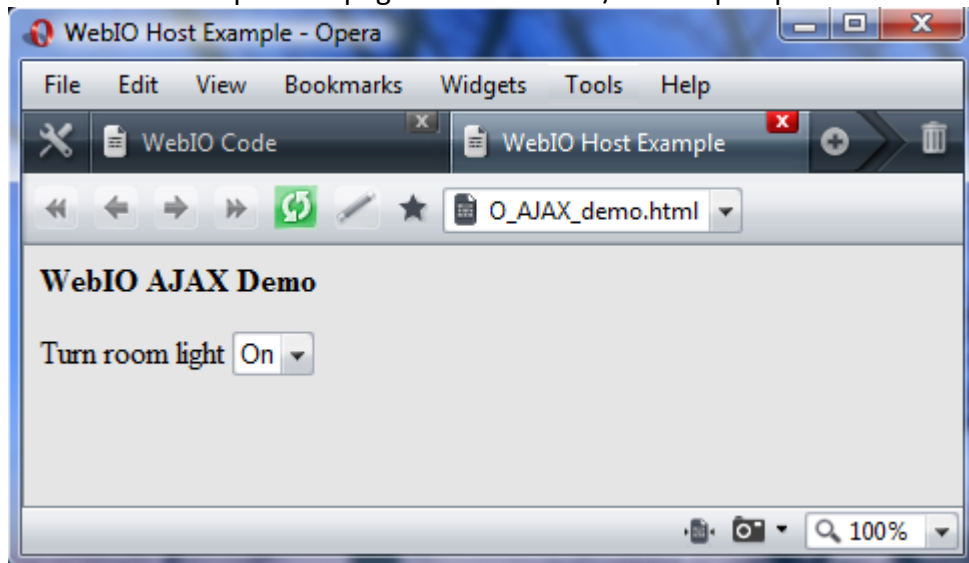 WebIO Host Example - Opera
File Edit View Bookmarks Widgets Tools Help
WebIO Code
WebIO Host Example
O_AJAX_demo.html
WebIO AJAX Demo
Turn room light On
100%